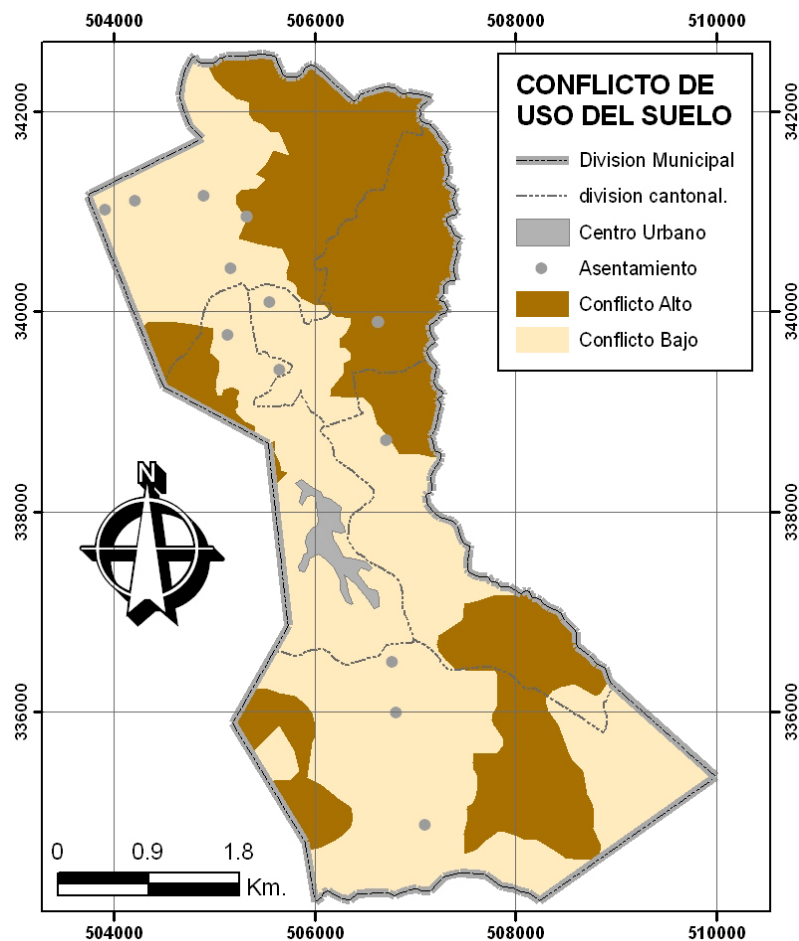 504000 506000 508000 510000
CONFLICTO DE
USO DEL SUELO
Division Municipal
division cantonal.
Centro Urbano
Asentamiento
Conflicto Alto
Conflicto Bajo
342000 342000
340000 340000
N
338000 338000
336000 336000
0 0.9 1.8
Km.
504000 506000 508000 510000